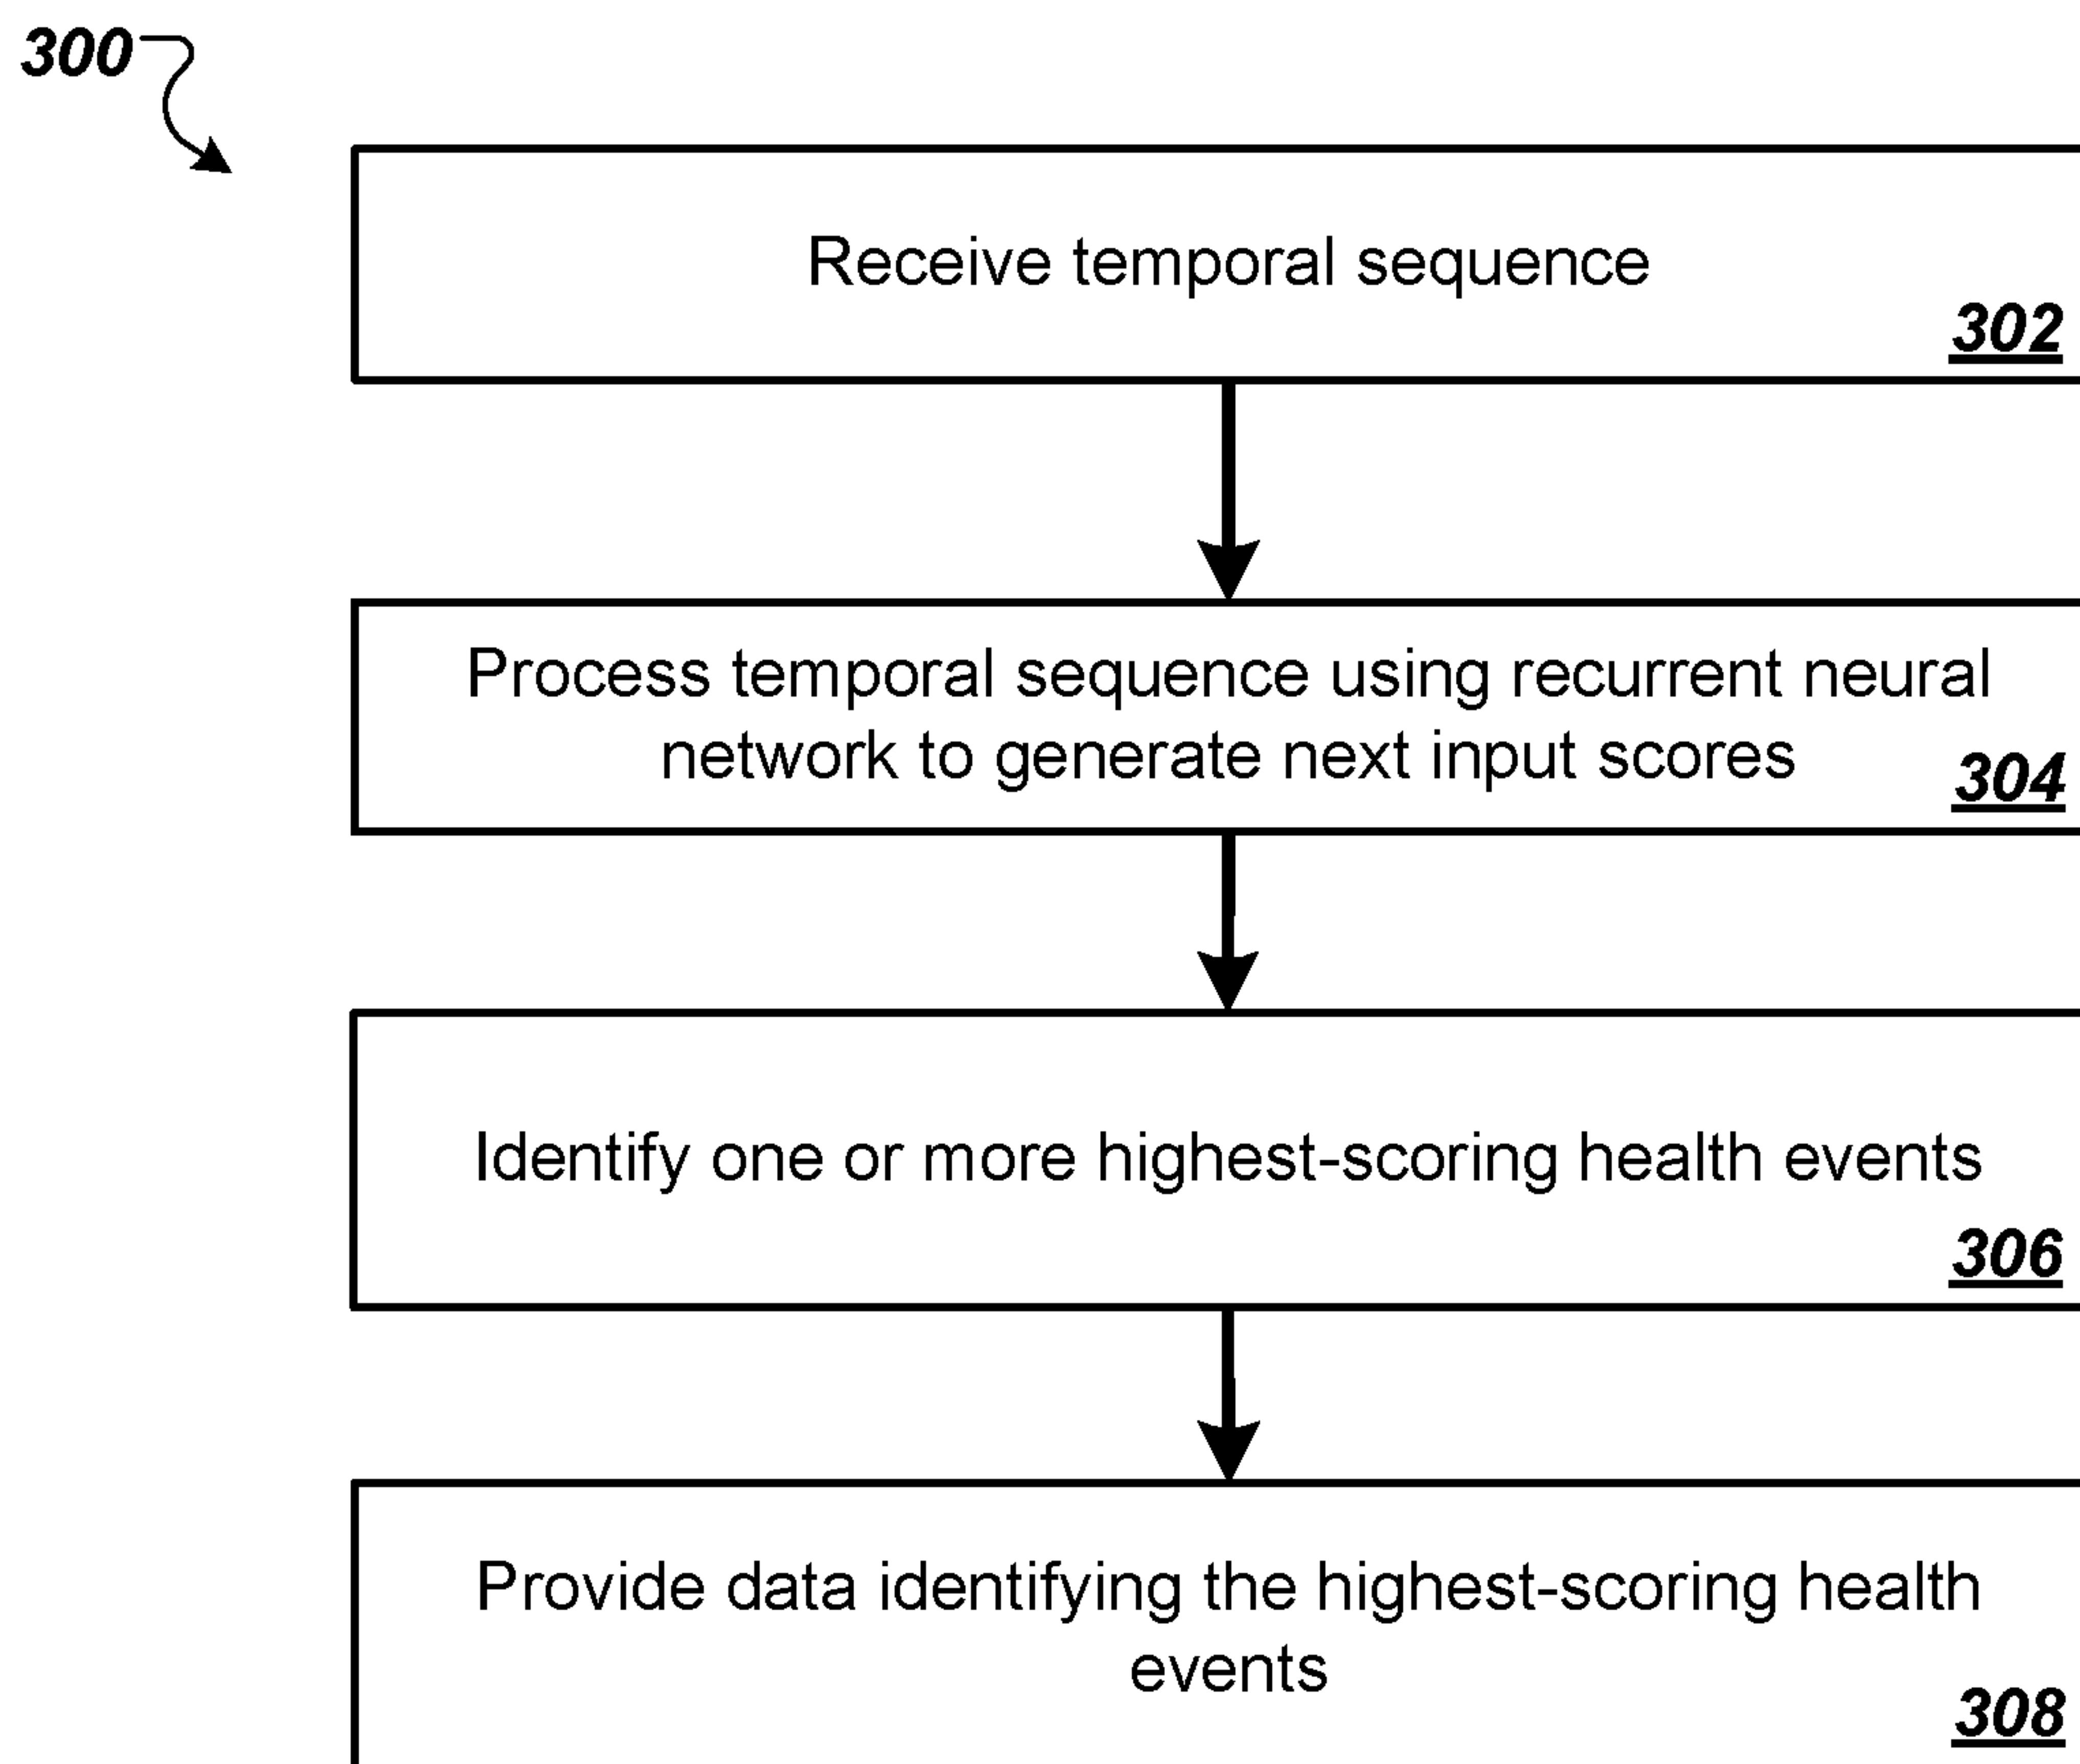 300
Receive temporal sequence
302
Process temporal sequence using recurrent neural
network to generate next input scores
304
Identify one or more highest-scoring health events
306
Provide data identifying the highest-scoring health
events
308